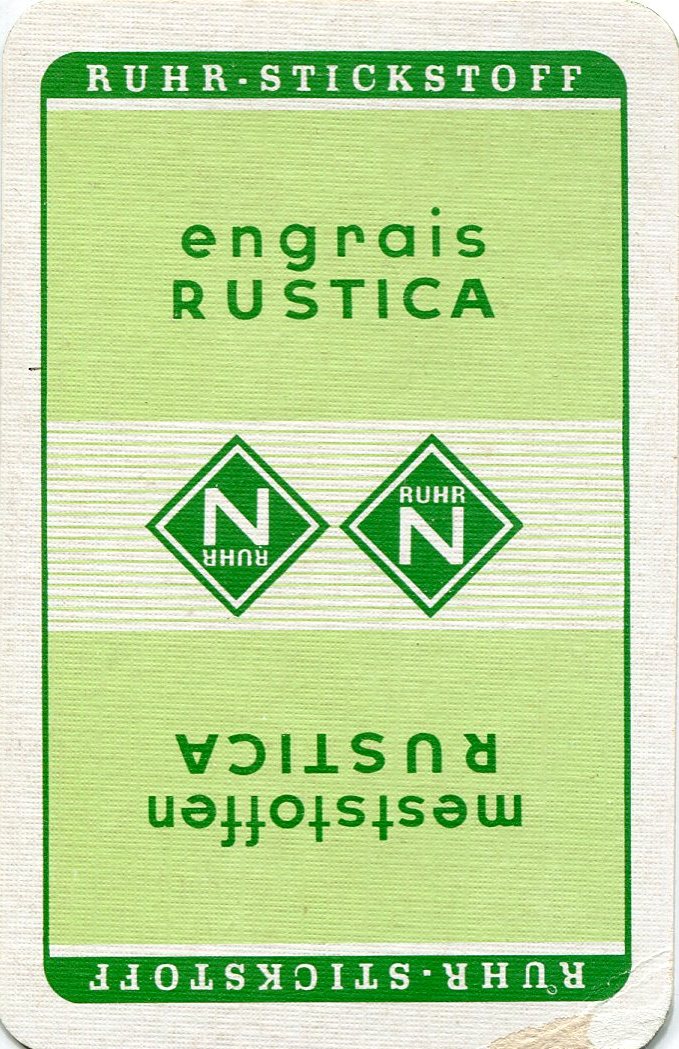 RUHR-STICKSTOFF
engrais
RUSTICA
RUHR
N
RUHR
N
meststoffen
RUSTICA
RUHR-STICKSTOFF